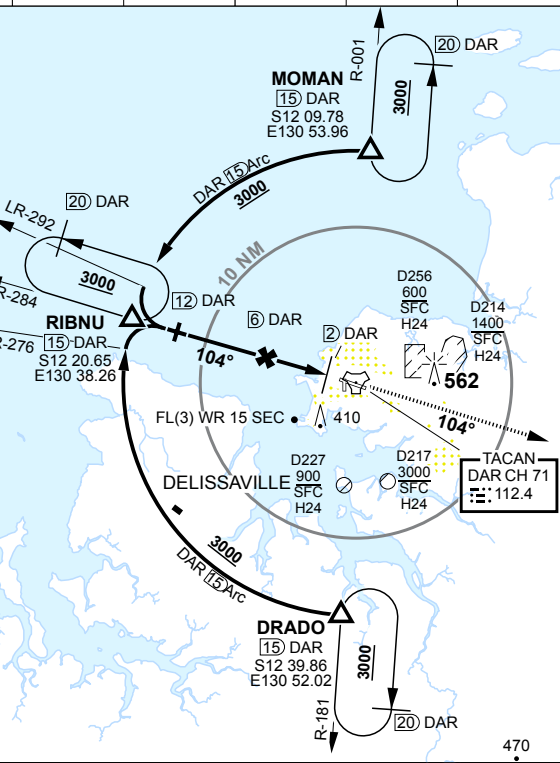 20 DAR
R-001
MOMAN
15 DAR
S12 09.78
E130 53.96
3000
DAR 15 Arc
3000
LR-292
20 DAR
3000
R-284
12 DAR
RIBNU
R-276
15 DAR
S12 20.65
E130 38.26
104°
10 NM
6 DAR
2 DAR
D256
600
SFC
H24
D214
1400
SFC
H24
562
FL(3) WR 15 SEC
410
104°
TACAN
DAR CH 71
112.4
D227
900
SFC
H24
D217
3000
SFC
H24
DELISSAVILLE
3000
DAR 15 Arc
DRADO
15 DAR
S12 39.86
E130 52.02
3000
R-181
20 DAR
470